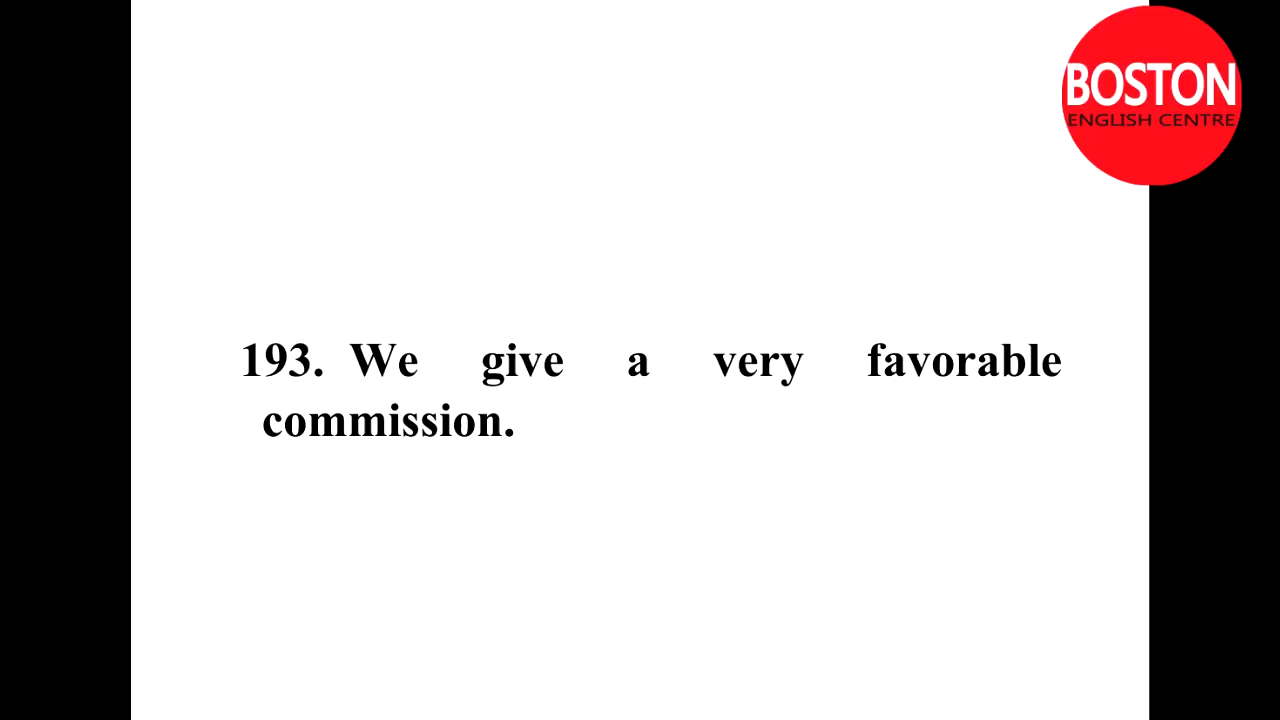 BOSTON
ENGLISH CENTRE
193. We give a very favorable
commission.